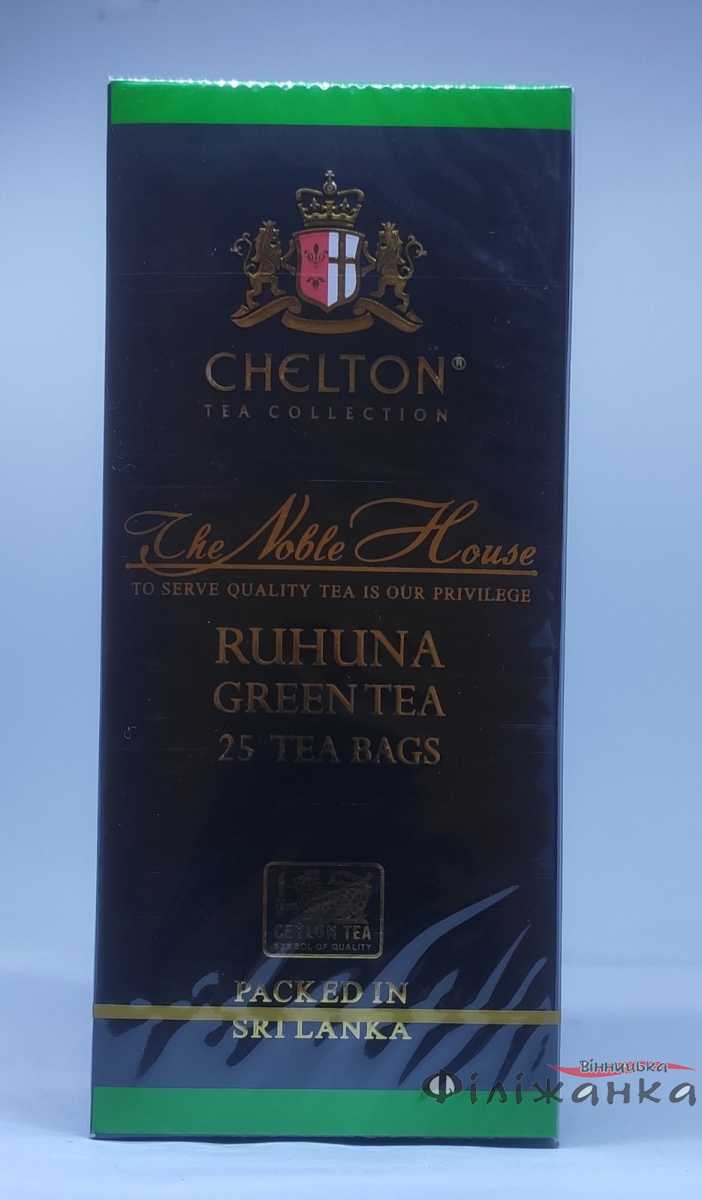 CHELTON®
TEA COLLECTION
The Noble House
TO SERVE QUALITY TEA IS OUR PRIVILEGE
RUHUNA
GREEN TEA
25 TEA BAGS
CEYLON TEA
SYMBOL OF QUALITY
PACKED IN
SRI LANKA
Вінницька
Філіжанка